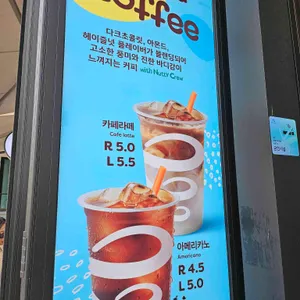 coffee
다크초콜릿, 아몬드,
헤이즐넛 플레이버가 블렌딩되어
고소한 풍미와 진한 바디감이
느껴지는 커피 with Nutty Crew
카페라떼
Cafe latte
R 5.0
L 5.5
아메리카노
Americano
R 4.5
L 5.0